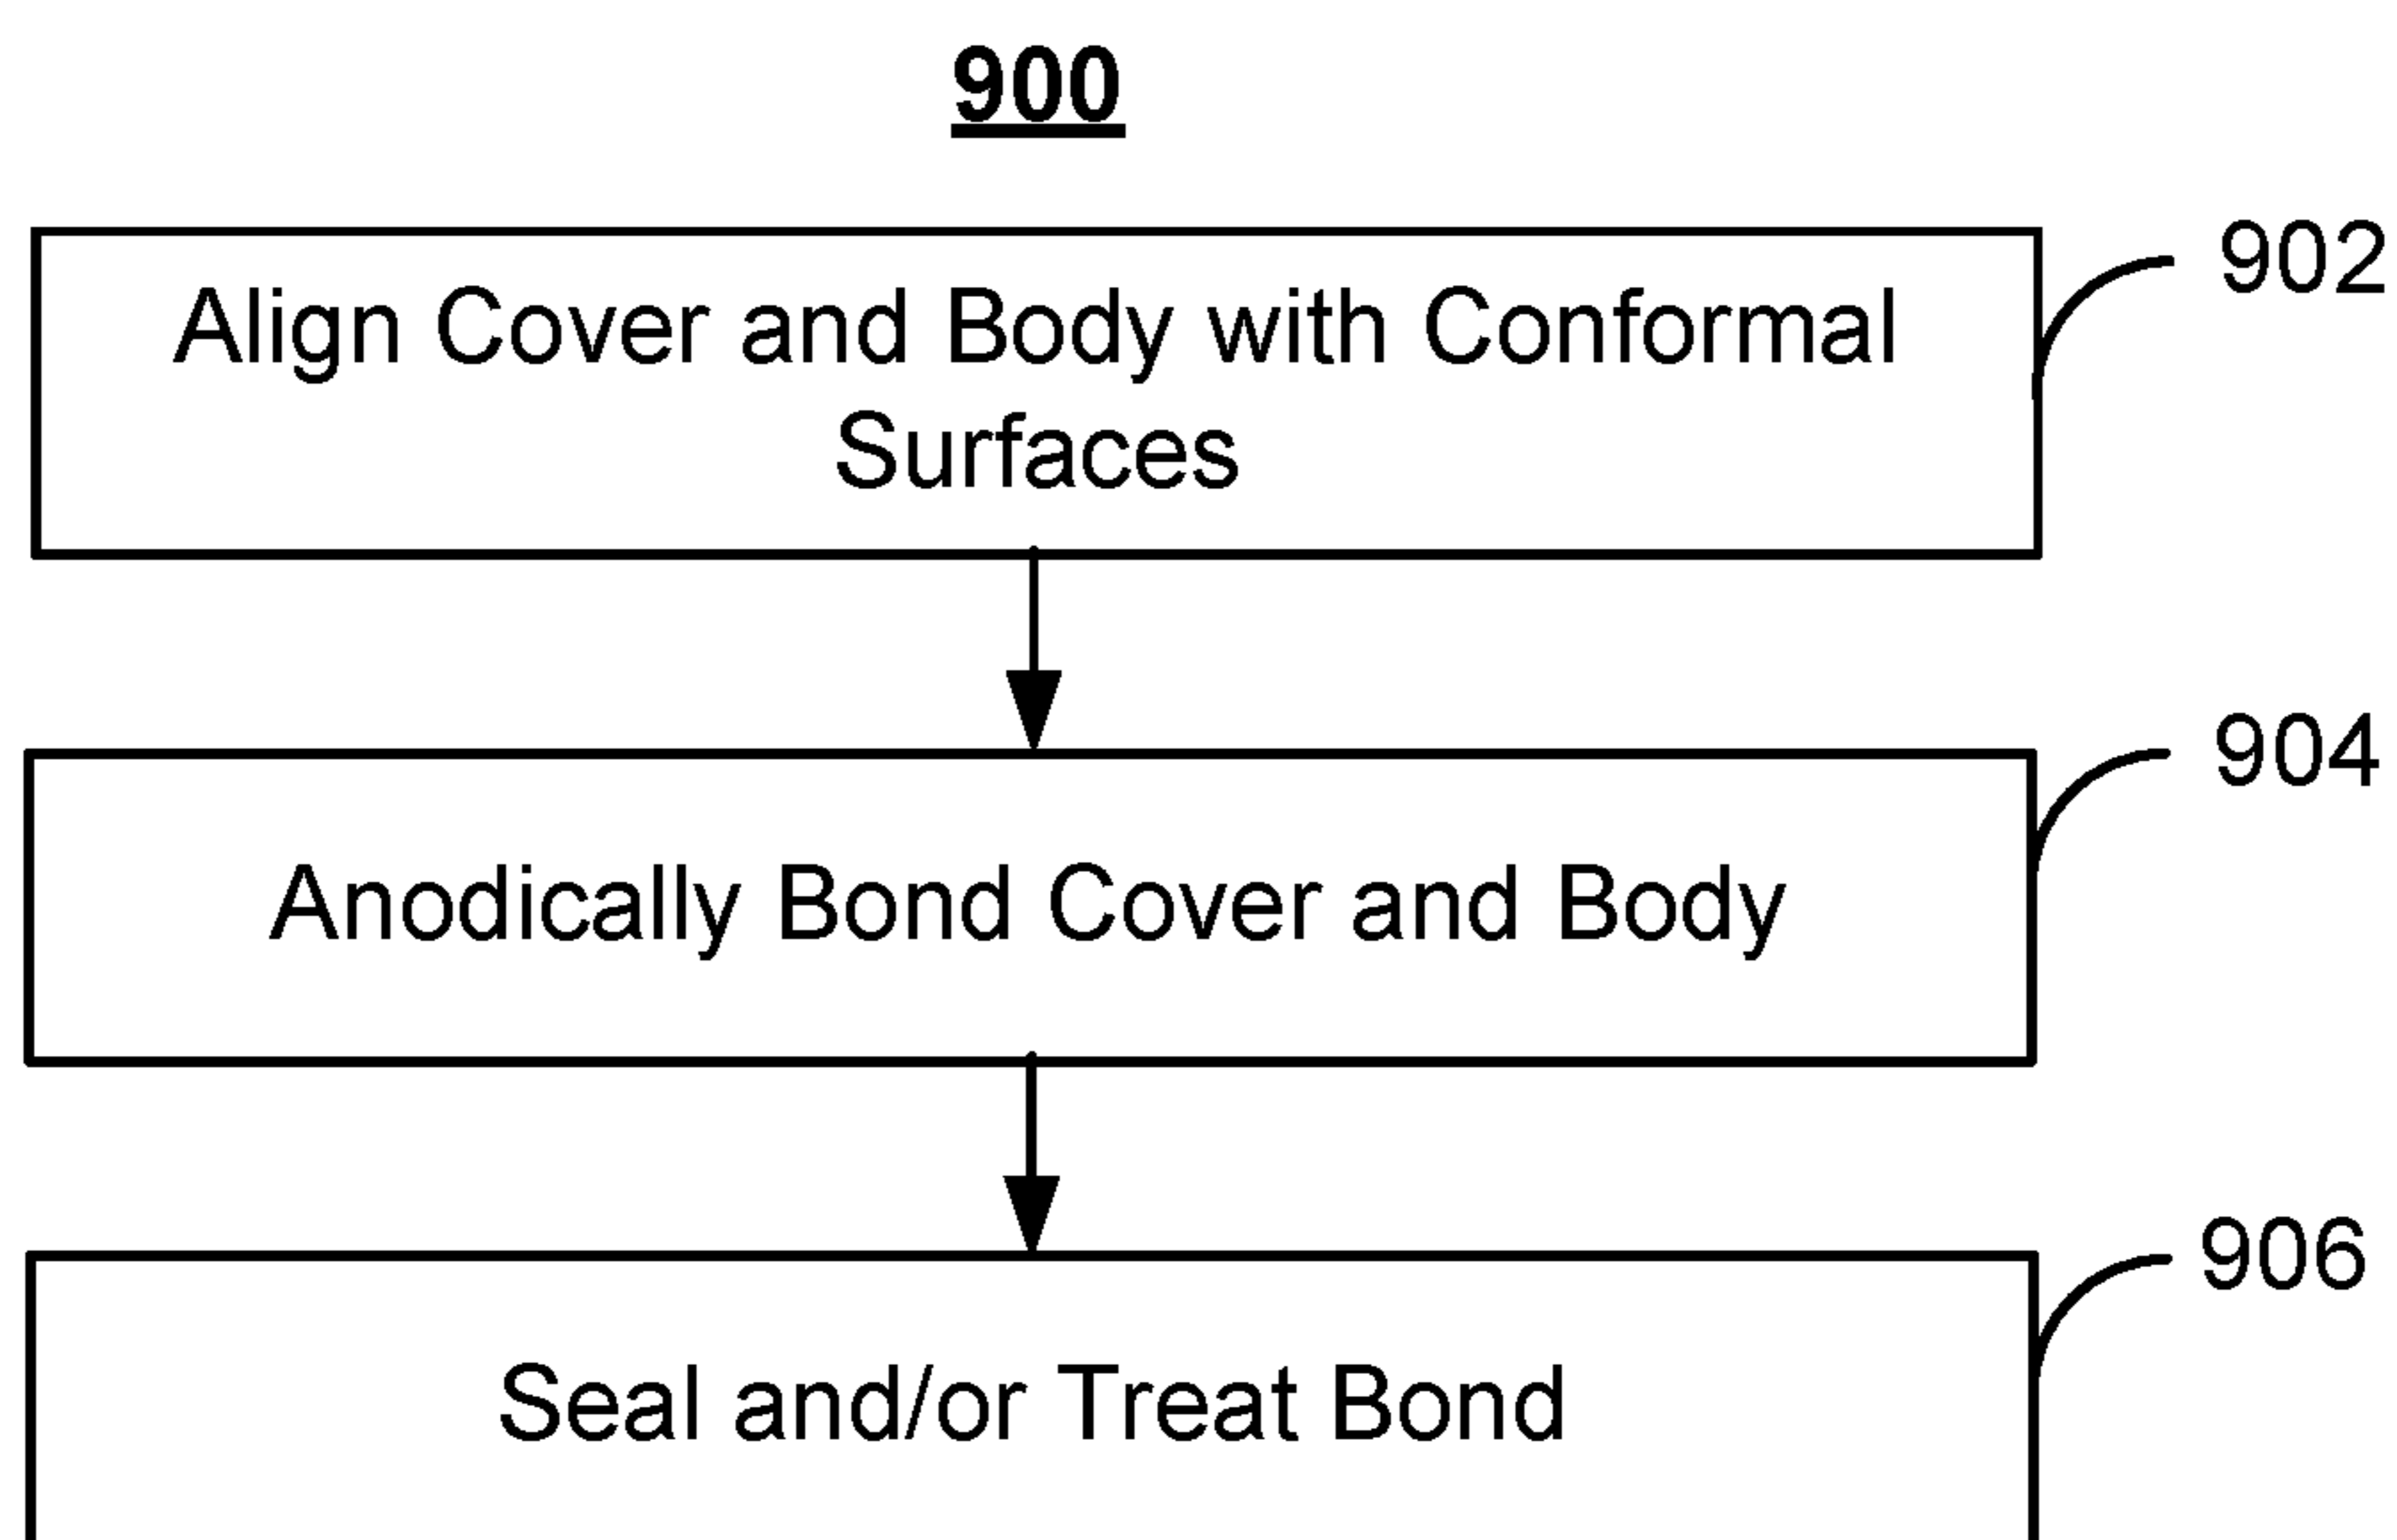 900
902
Align Cover and Body with Conformal
Surfaces
904
Anodically Bond Cover and Body
906
Seal and/or Treat Bond